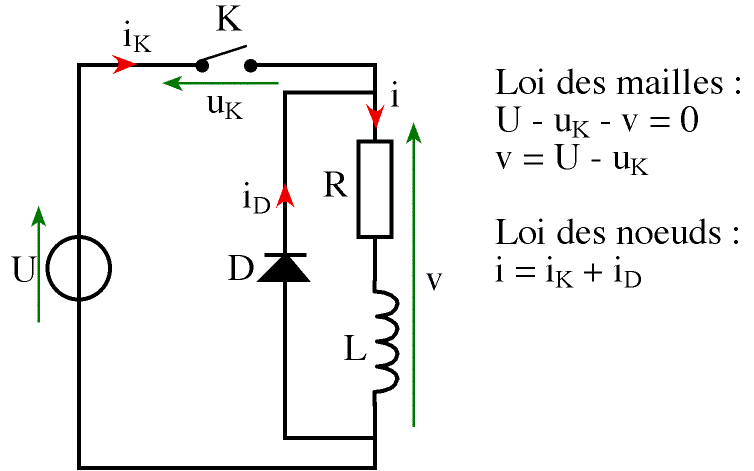 K
iK
uK
i
iD
R
U
D
v
L
Loi des mailles :
U - uK - v = 0
v = U - uK
Loi des noeuds :
i = iK + iD